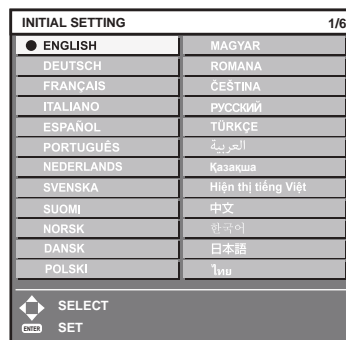 INITIAL SETTING 1/6
ENGLISH
DEUTSCH
FRANÇAIS
ITALIANO
ESPAÑOL
PORTUGUÊS
NEDERLANDS
SVENSKA
SUOMI
NORSK
DANSK
POLSKI
MAGYAR
ROMANA
ČEŠTINA
РУССКИЙ
TÜRKÇE
العربية
Қазақша
Hiện thị tiếng Việt
中文
한국어
日本語
ไทย
SELECT
ENTER SET